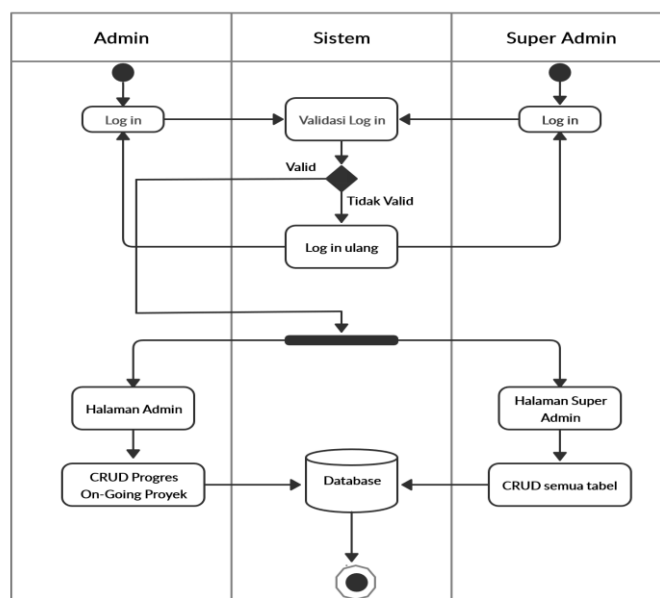 Admin
Sistem
Super Admin
Log in
Validasi Log in
Log in
Valid
Tidak Valid
Log in ulang
Halaman Admin
Halaman Super
Admin
CRUD Progres
On-Going Proyek
Database
CRUD semua tabel